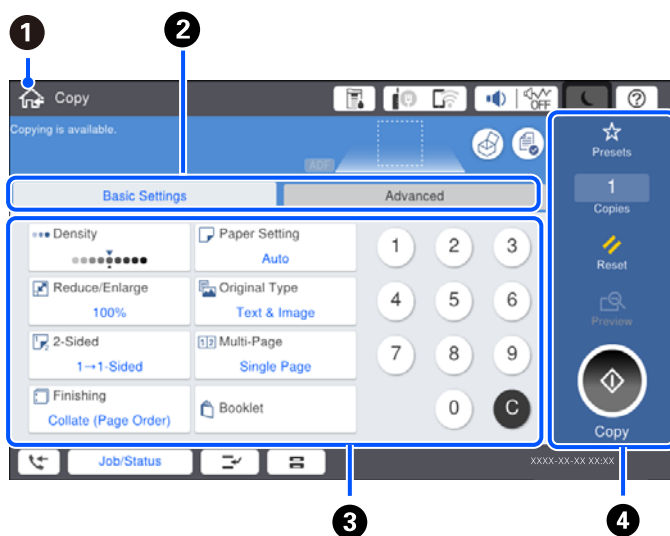 1
2
Copy
OFF
?
Copying is available.
ADF
Presets
Basic Settings
Advanced
1
Copies
Density
Paper Setting
Auto
1
2
3
Reset
Reduce/Enlarge
100%
Original Type
Text & Image
4
5
6
Preview
2-Sided
1→1-Sided
1 2 Multi-Page
Single Page
7
8
9
Finishing
Collate (Page Order)
Booklet
0
C
Copy
Job/Status
XXXX-XX-XX XX:XX
3
4